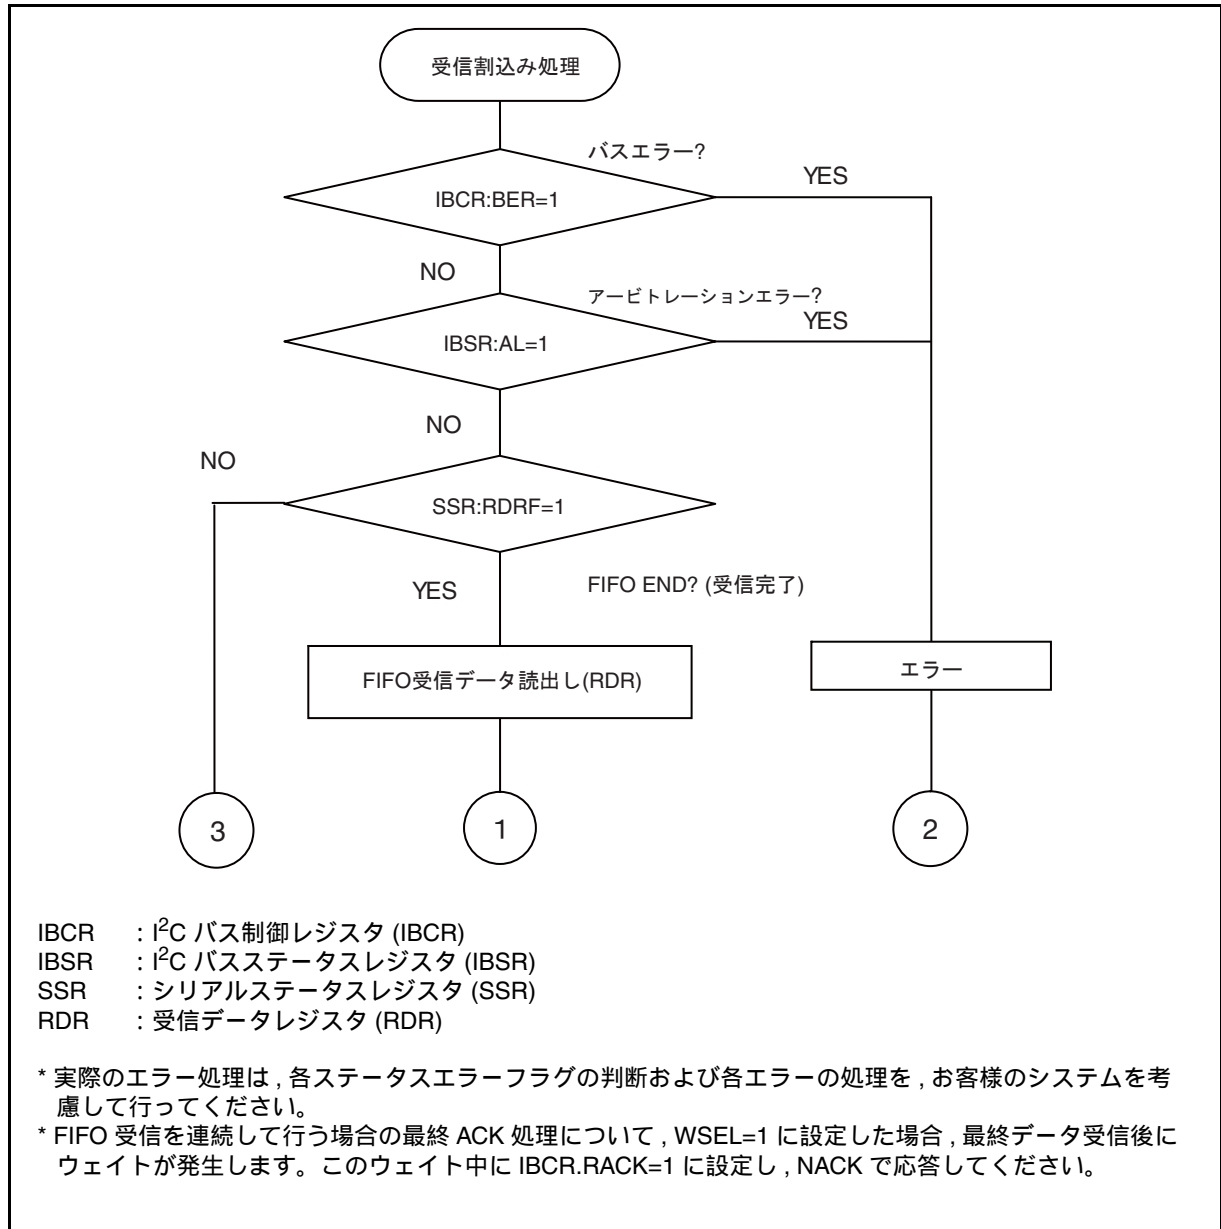 受信割込み処理
バスエラー?
YES
IBCR:BER=1
NO
アービトレーションエラー?
YES
IBSR:AL=1
NO
NO
SSR:RDRF=1
YES
FIFO END? (受信完了)
FIFO受信データ読出し(RDR)
エラー
3
1
2
IBCR : I²C バス制御レジスタ (IBCR)
IBSR : I²C バスステータスレジスタ (IBSR)
SSR : シリアルステータスレジスタ (SSR)
RDR : 受信データレジスタ (RDR)
* 実際のエラー処理は , 各ステータスエラーフラグの判断および各エラーの処理を , お客様のシステムを考
慮して行ってください。
* FIFO 受信を連続して行う場合の最終 ACK 処理について , WSEL=1 に設定した場合 , 最終データ受信後に
ウェイトが発生します。このウェイト中に IBCR.RACK=1 に設定し , NACK で応答してください。